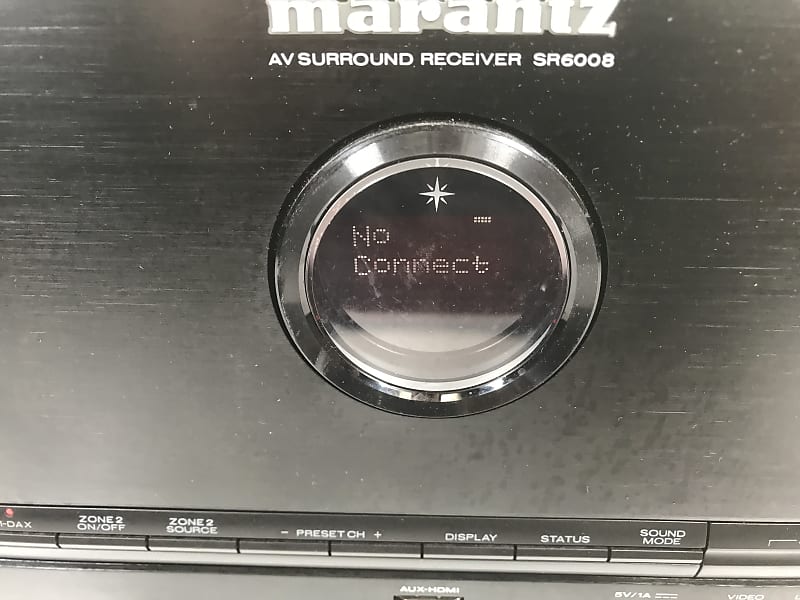 marantz
AV SURROUND RECEIVER SR6008
No
Connect
M-DAX
ZONE 2
ON/OFF
ZONE 2
SOURCE
- PRESET CH +
DISPLAY
STATUS
SOUND
MODE
AUX-HDMI
5V/1A
VIDEO